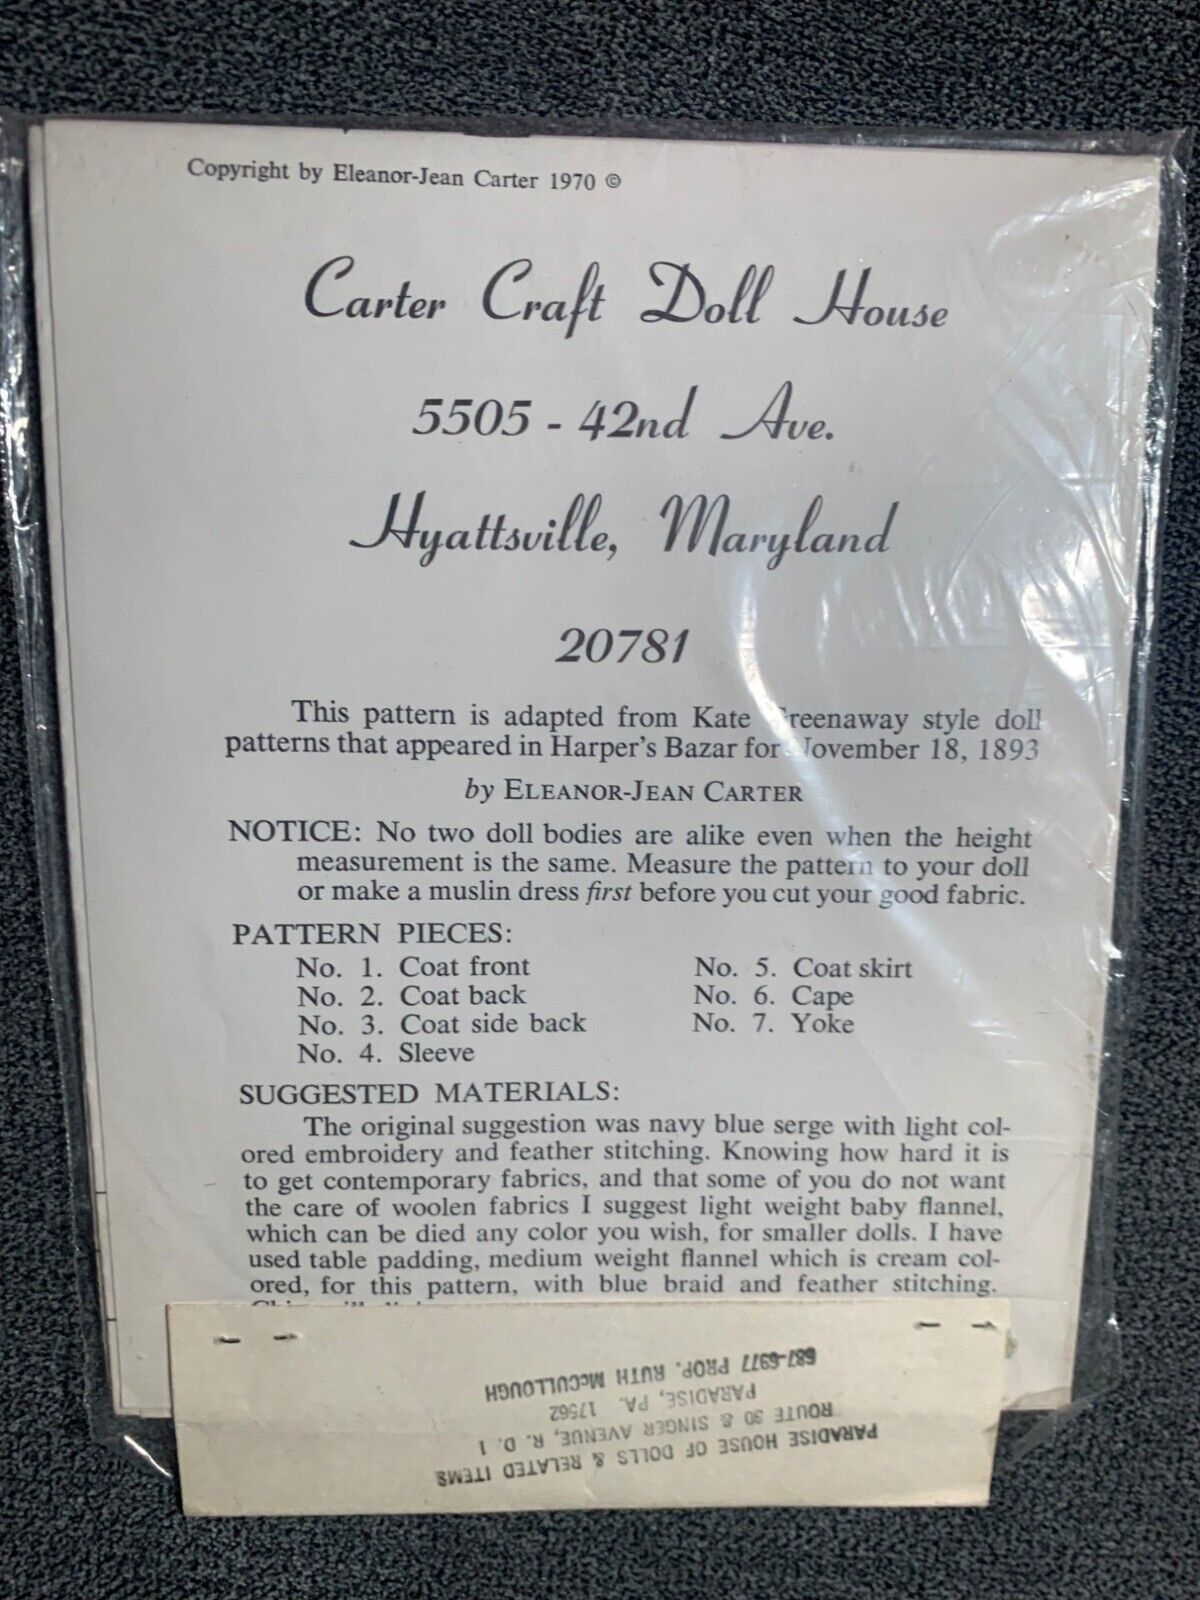 Copyright by Eleanor-Jean Carter 1970 ©
Carter Craft Doll House
5505 - 42nd Ave.
Hyattsville, Maryland
20781
This pattern is adapted from Kate Greenaway style doll
patterns that appeared in Harper's Bazar for November 18, 1893
by ELEANOR-JEAN CARTER
NOTICE: No two doll bodies are alike even when the height
measurement is the same. Measure the pattern to your doll
or make a muslin dress first before you cut your good fabric.
PATTERN PIECES:
No. 1. Coat front
No. 2. Coat back
No. 3. Coat side back
No. 4. Sleeve
No. 5. Coat skirt
No. 6. Cape
No. 7. Yoke
SUGGESTED MATERIALS:
The original suggestion was navy blue serge with light col-
ored embroidery and feather stitching. Knowing how hard it is
to get contemporary fabrics, and that some of you do not want
the care of woolen fabrics I suggest light weight baby flannel,
which can be died any color you wish, for smaller dolls. I have
used table padding, medium weight flannel which is cream col-
ored, for this pattern, with blue braid and feather stitching.
PARADISE HOUSE OF DOLLS & RELATED ITEMS
ROUTE 30 & SINGER AVENUE, R. D. 1
PARADISE, PA. 17562
687-6977 PROP. RUTH McCULLOUGH